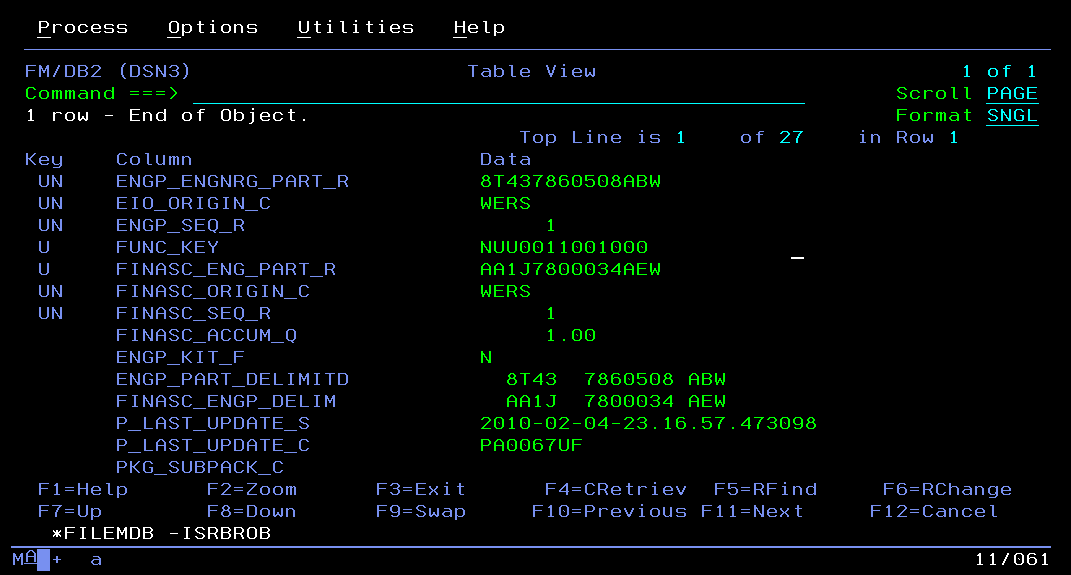 Process   Options   Utilities   Help
FM/DB2 (DSN3)   Table View   1 of 1
Command ===>   Scroll PAGE
1 row - End of Object.   Format SNGL
Top Line is 1   of 27   in Row 1
Key   Column   Data
UN   ENGP_ENGNRG_PART_R   8T437860508ABW
UN   EIO_ORIGIN_C   WERS
UN   ENGP_SEQ_R   1
U   FUNC_KEY   NUU0011001000
U   FINASC_ENG_PART_R   AA1J7800034AEW
UN   FINASC_ORIGIN_C   WERS
UN   FINASC_SEQ_R   1
FINASC_ACCUM_Q   1.00
ENGP_KIT_F   N
ENGP_PART_DELIMITD   8T43  7860508 ABW
FINASC_ENGP_DELIM   AA1J  7800034 AEW
P_LAST_UPDATE_S   2010-02-04-23.16.57.473098
P_LAST_UPDATE_C   PA0067UF
PKG_SUBPACK_C
F1=Help   F2=Zoom   F3=Exit   F4=CRetriev   F5=RFind   F6=RChange
F7=Up   F8=Down   F9=Swap   F10=Previous   F11=Next   F12=Cancel
*FILEMDB -ISRBROB
MA + a   11/061